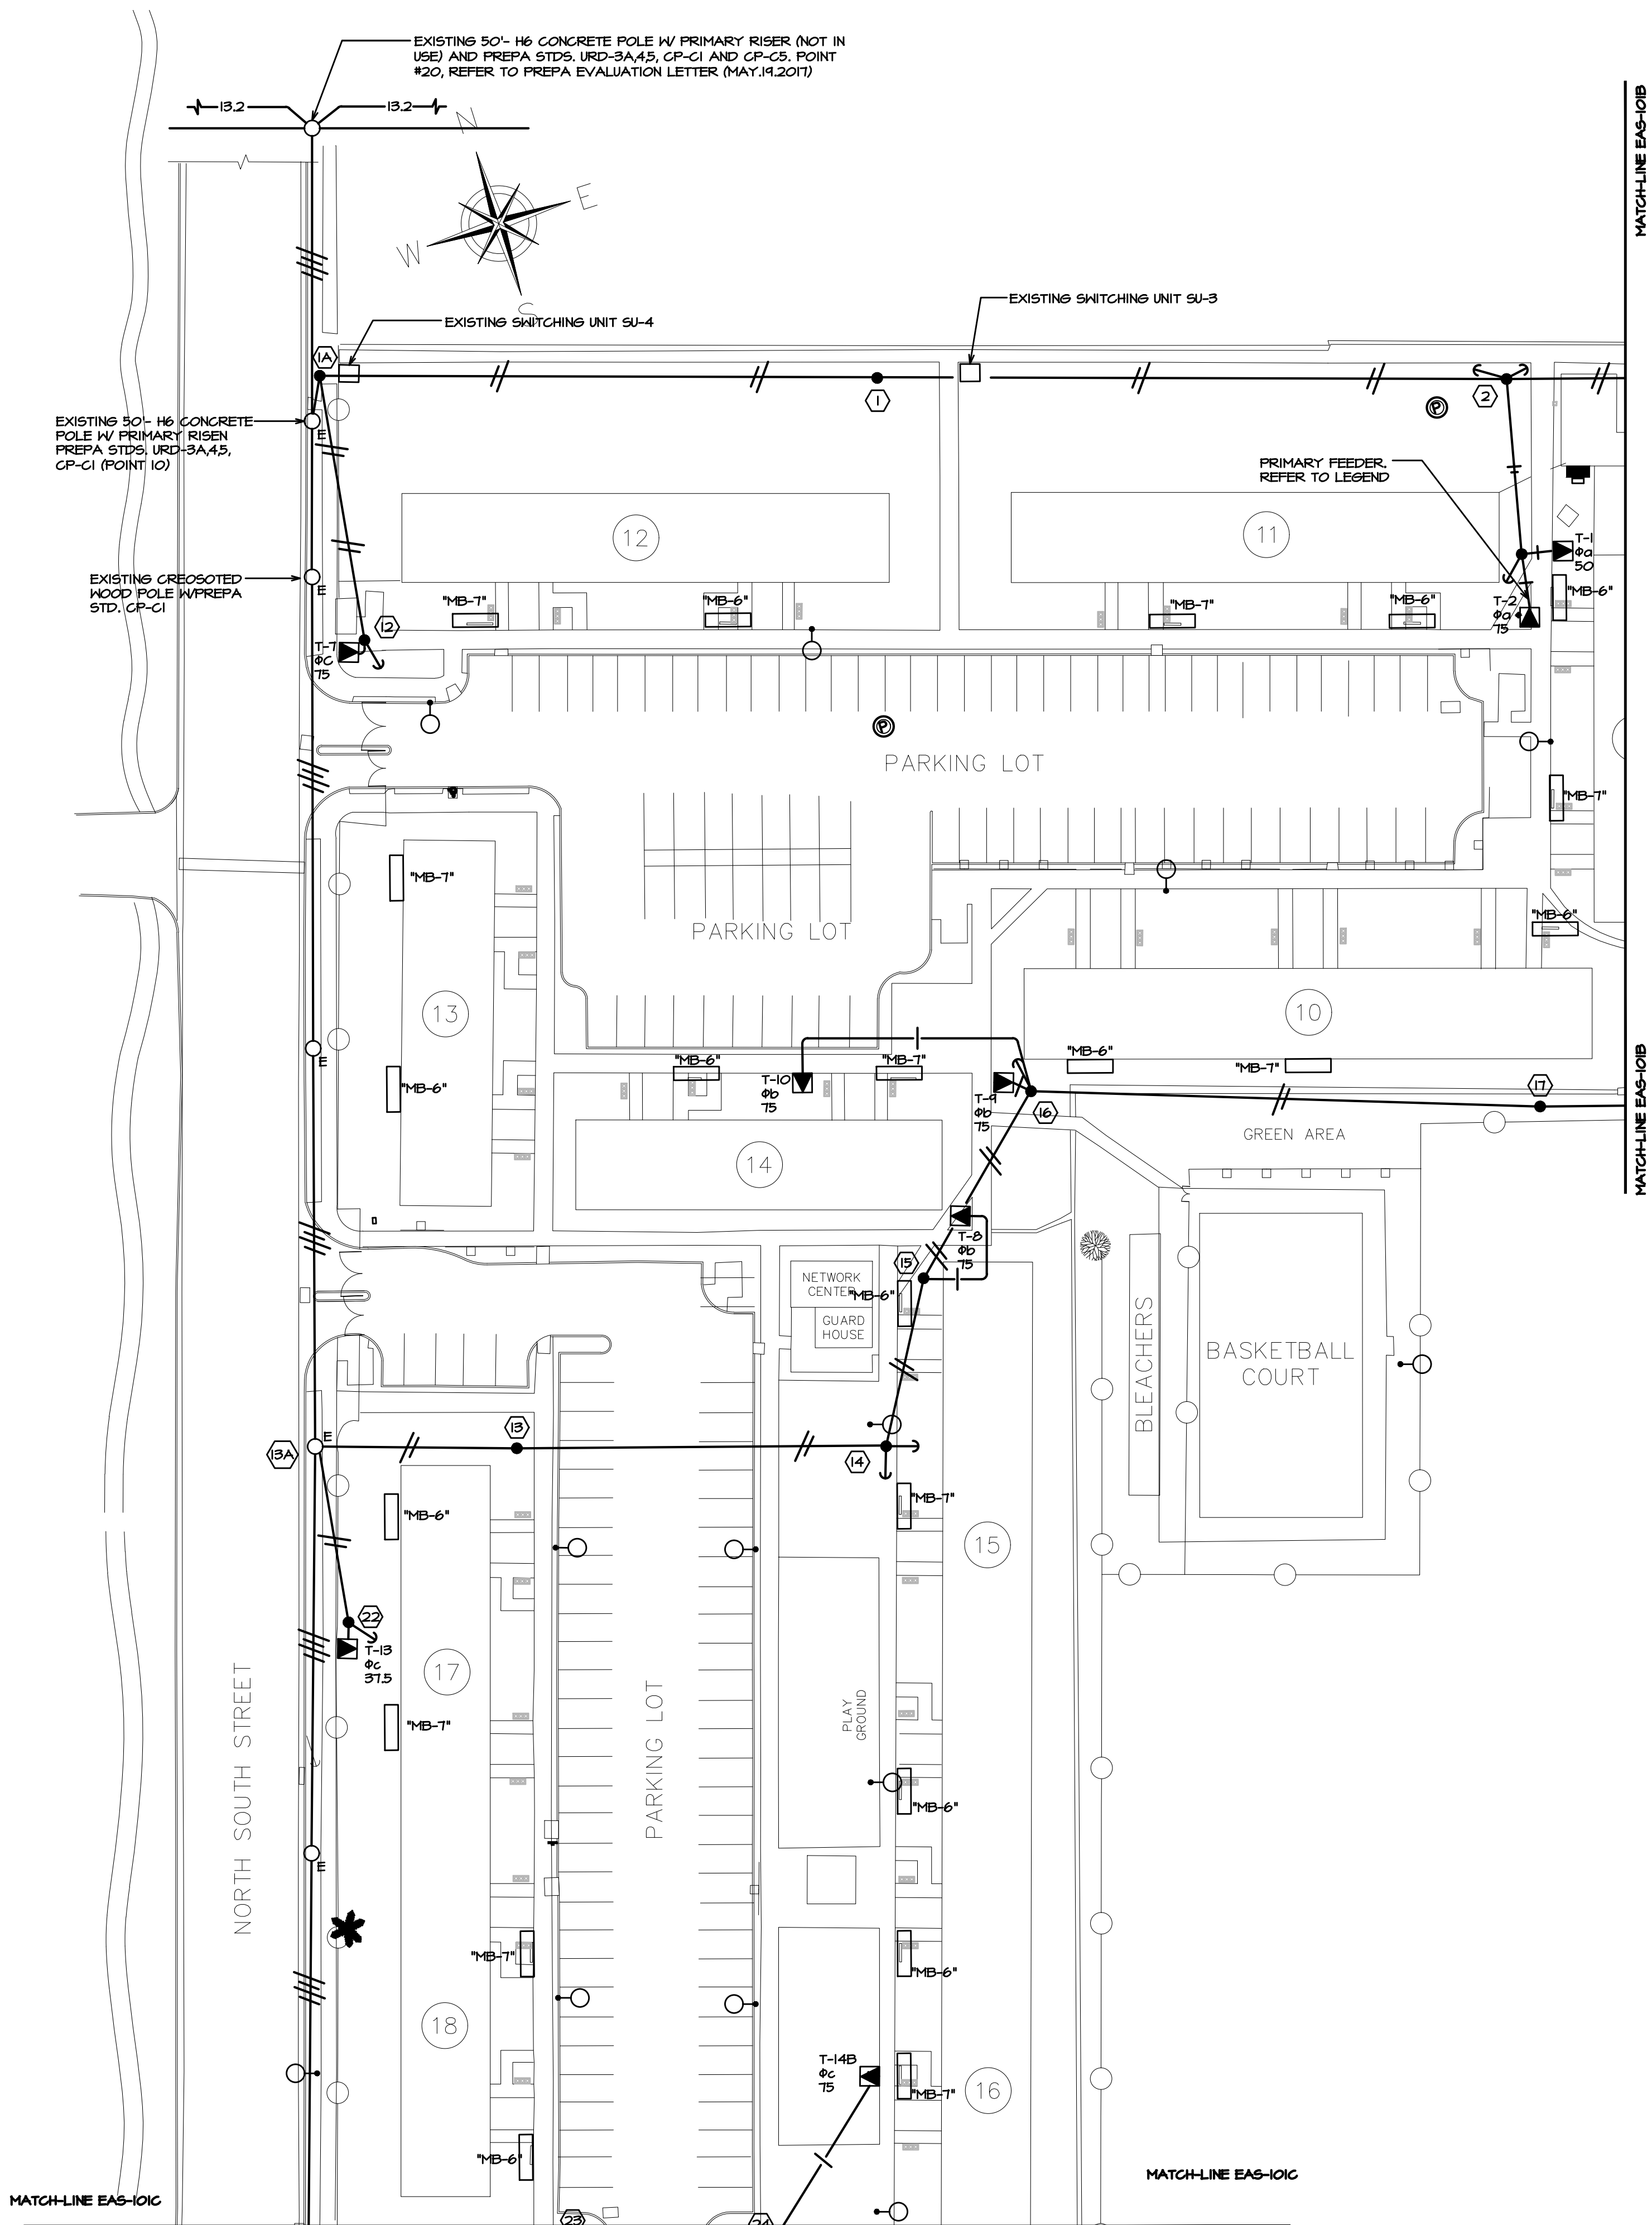 EXISTING 50'- H6 CONCRETE POLE W/ PRIMARY RISER (NOT IN
USE) AND PREPA STDS. URD-3A,4,5, CP-C1 AND CP-C5. POINT
#20, REFER TO PREPA EVALUATION LETTER (MAY.19.2017)
13.2
13.2
N
E
W
S
MATCH-LINE EAS-101B
EXISTING SWITCHING UNIT SU-4
EXISTING SWITCHING UNIT SU-3
1A
1
2
P
EXISTING 50'- H6 CONCRETE
POLE W/ PRIMARY RISEN
PREPA STDS. URD-3A,4,5,
CP-C1 (POINT 10)
E
PRIMARY FEEDER.
REFER TO LEGEND
12
11
T-1
Φa
50
EXISTING CREOSOTED
WOOD POLE W/PREPA
STD. CP-C1
E
"MB-7"
"MB-6"
"MB-7"
"MB-6"
T-2
Φa
75
"MB-6"
12
T-7
ΦC
75
P
PARKING LOT
"MB-7"
"MB-7"
PARKING LOT
"MB-6"
13
10
E
"MB-6"
"MB-6"
T-10
Φb
75
"MB-7"
T-9
Φb
75
16
"MB-6"
"MB-7"
17
MATCH-LINE EAS-101B
GREEN AREA
14
T-8
Φb
75
15
NETWORK
CENTER
"MB-6"
GUARD
HOUSE
BLEACHERS
BASKETBALL
COURT
13A
E
13
14
"MB-6"
"MB-7"
15
22
T-13
Φc
37.5
17
"MB-7"
NORTH SOUTH STREET
PARKING LOT
PLAY
GROUND
"MB-6"
E
"MB-7"
"MB-6"
18
T-14B
Φc
75
"MB-7"
16
"MB-6"
MATCH-LINE EAS-101C
MATCH-LINE EAS-101C
23
24